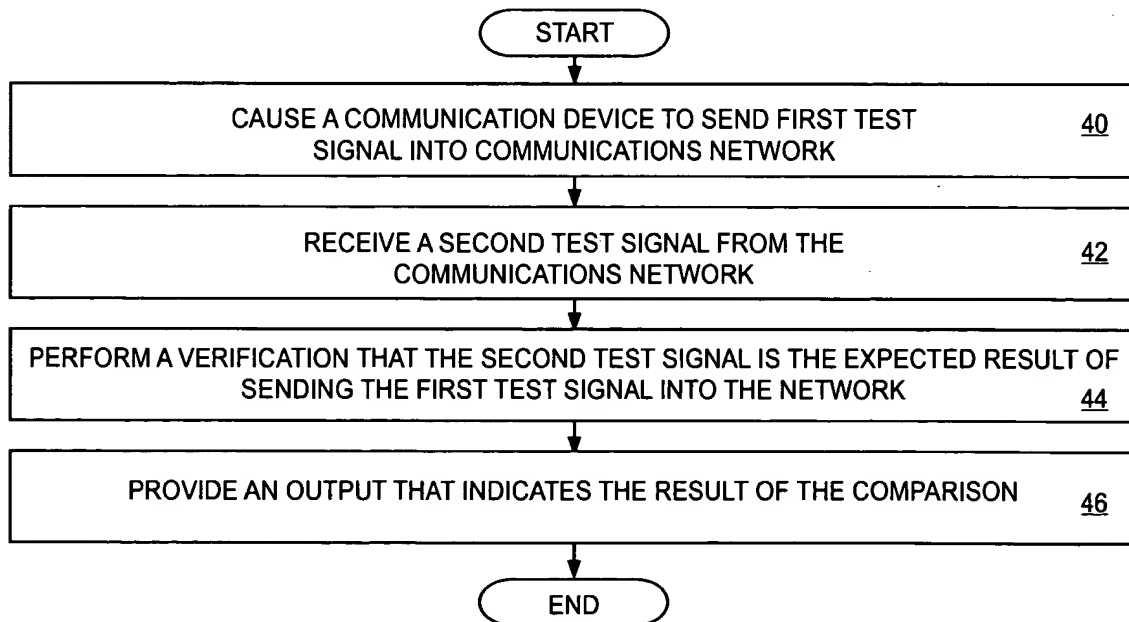 START
CAUSE A COMMUNICATION DEVICE TO SEND FIRST TEST
SIGNAL INTO COMMUNICATIONS NETWORK
40
RECEIVE A SECOND TEST SIGNAL FROM THE
COMMUNICATIONS NETWORK
42
PERFORM A VERIFICATION THAT THE SECOND TEST SIGNAL IS THE EXPECTED RESULT OF
SENDING THE FIRST TEST SIGNAL INTO THE NETWORK
44
PROVIDE AN OUTPUT THAT INDICATES THE RESULT OF THE COMPARISON
46
END